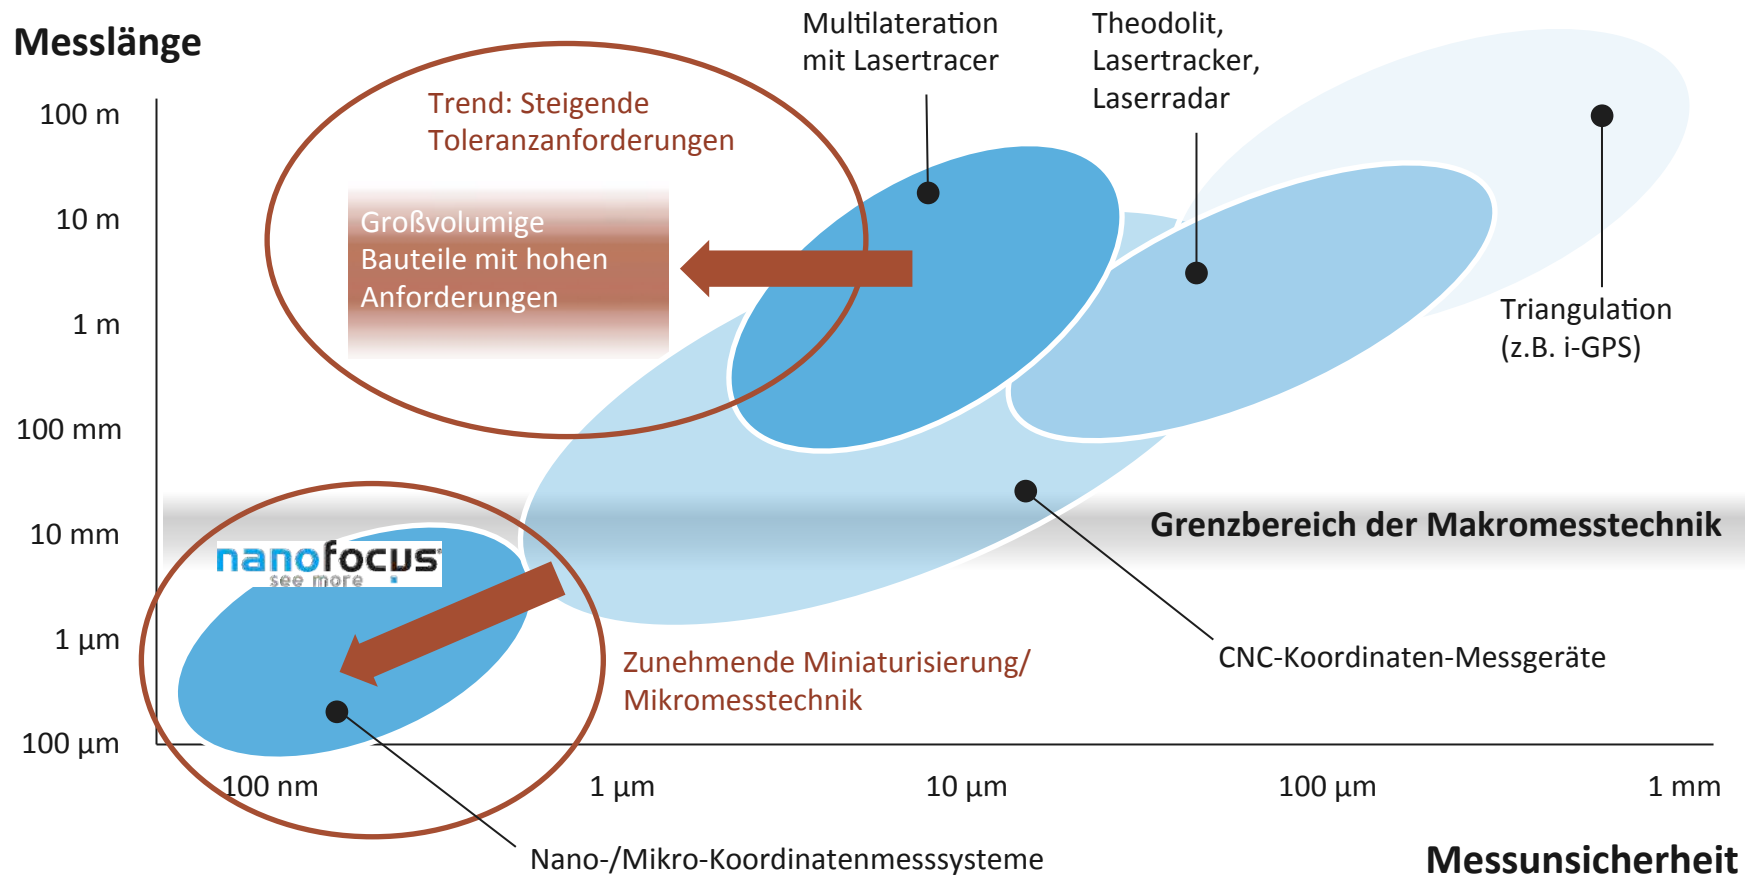 Messlänge
Multilateration
mit Lasertracer
Theodolit,
Lasertracker,
Laserradar
Trend: Steigende
Toleranzanforderungen
100 m
10 m
1 m
100 mm
10 mm
1 µm
100 µm
Großvolumige
Bauteile mit hohen
Anforderungen
Triangulation
(z.B. i-GPS)
Grenzbereich der Makromesstechnik
nanofocus
see more
CNC-Koordinaten-Messgeräte
Zunehmende Miniaturisierung/
Mikromesstechnik
100 nm
1 µm
10 µm
100 µm
1 mm
Nano-/Mikro-Koordinatenmesssysteme
Messunsicherheit